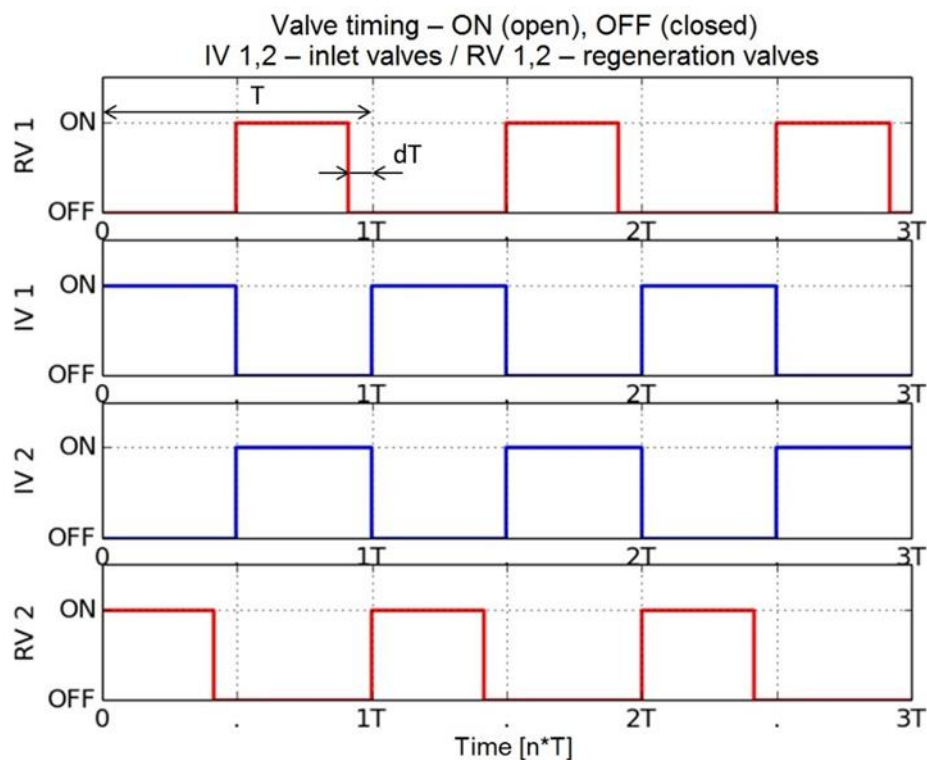 Valve timing – ON (open), OFF (closed)
IV 1,2 – inlet valves / RV 1,2 – regeneration valves
T
ON
dT
RV 1
OFF
0 1T 2T 3T
ON
IV 1
OFF
0 1T 2T 3T
ON
IV 2
OFF
0 1T 2T 3T
ON
RV 2
OFF
0 . 1T . 2T . 3T
Time [n*T]